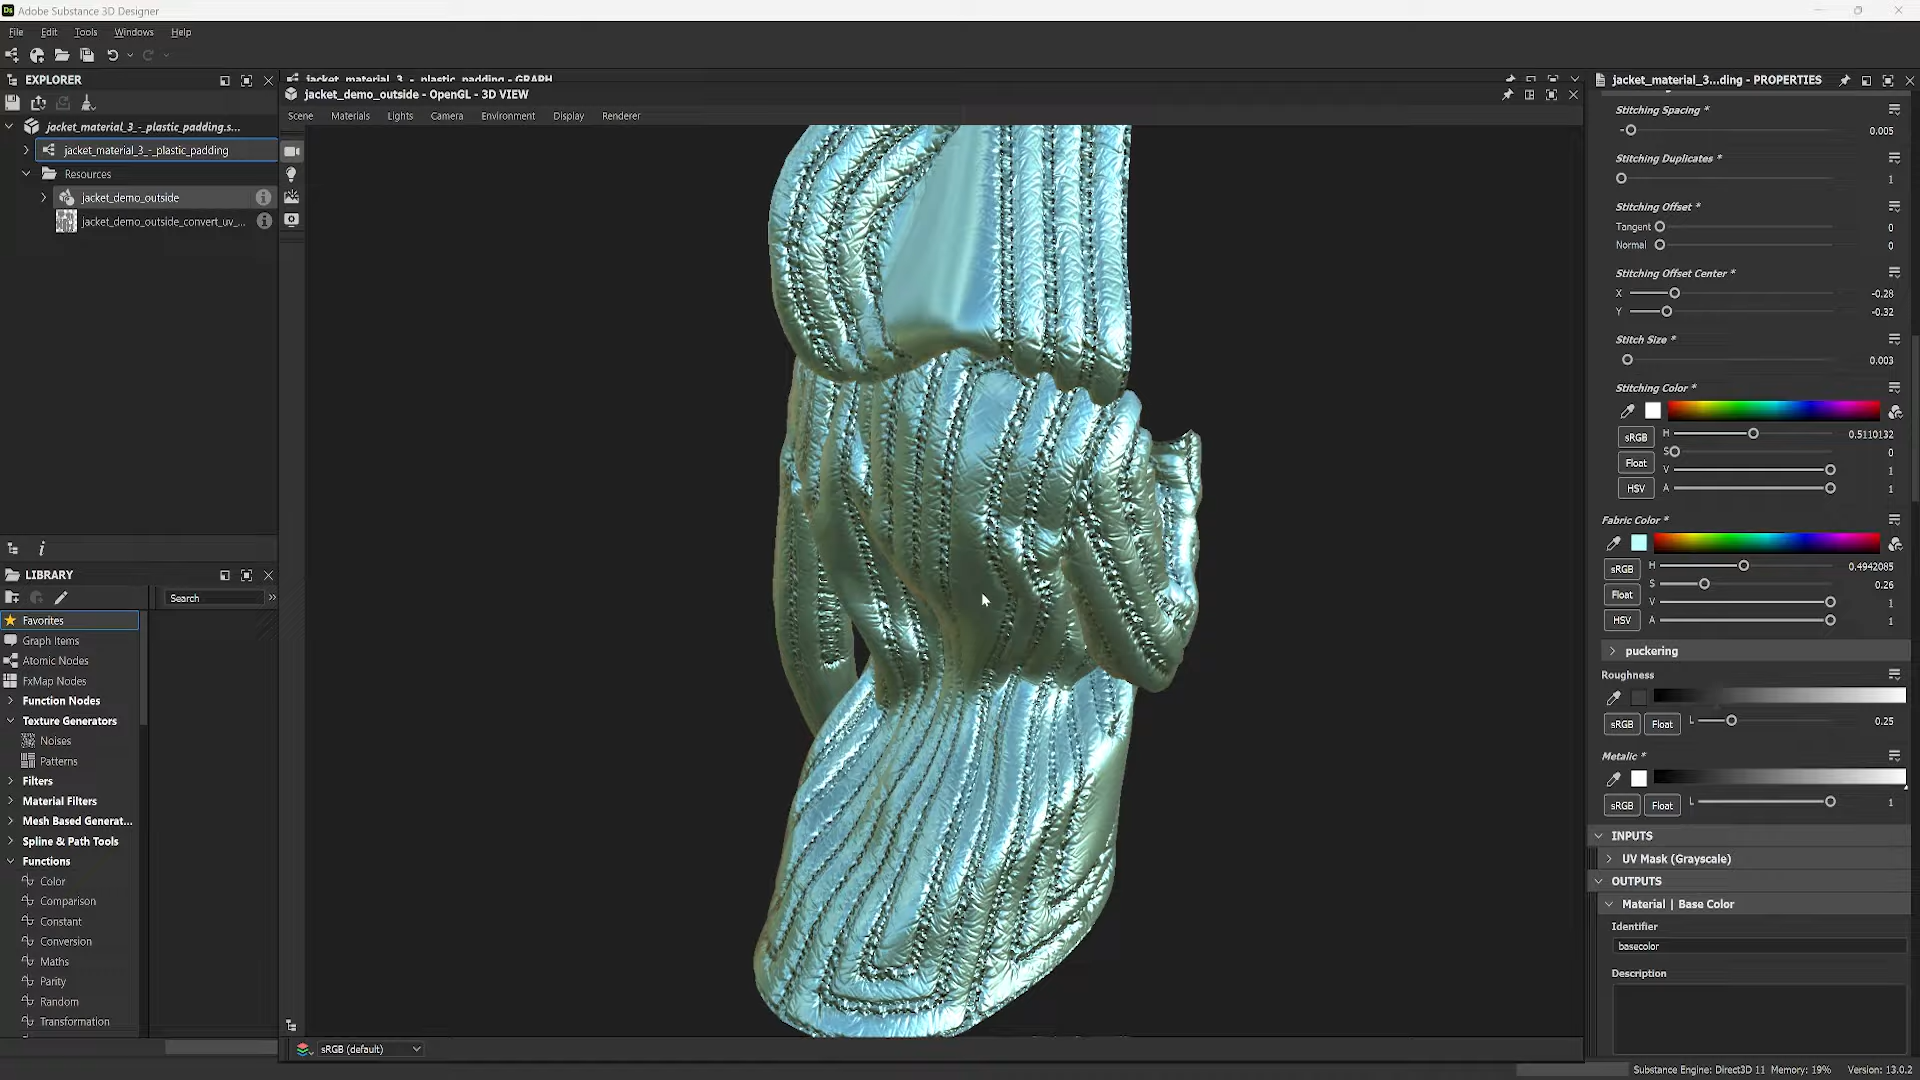 Adobe Substance 3D Designer
File Edit Tools Windows Help
EXPLORER
jacket_material_3_-_plastic_padding.s...
jacket_material_3_-_plastic_padding
Resources
jacket_demo_outside
jacket_demo_outside_convert_uv_...
LIBRARY
Search
Favorites
Graph Items
Atomic Nodes
FxMap Nodes
Function Nodes
Texture Generators
Noises
Patterns
Filters
Material Filters
Mesh Based Generat...
Spline & Path Tools
Functions
Color
Comparison
Constant
Conversion
Maths
Parity
Random
Transformation
jacket_material_3_-_plastic_padding - GRAPH
jacket_demo_outside - OpenGL - 3D VIEW
Scene Materials Lights Camera Environment Display Renderer
sRGB (default)
jacket_material_3...ding - PROPERTIES
Stitching Spacing *
0.005
Stitching Duplicates *
1
Stitching Offset *
Tangent 0
Normal 0
Stitching Offset Center *
X -0.28
Y -0.32
Stitch Size *
0.003
Stitching Color *
sRGB H 0.5110132
S 0
Float V 1
HSV A 1
Fabric Color *
sRGB H 0.4942085
S 0.26
Float V 1
HSV A 1
puckering
Roughness
sRGB Float L 0.25
Metalic *
sRGB Float L 1
INPUTS
UV Mask (Grayscale)
OUTPUTS
Material | Base Color
Identifier
basecolor
Description
Substance Engine: Direct3D 11 Memory: 19% Version: 13.0.2